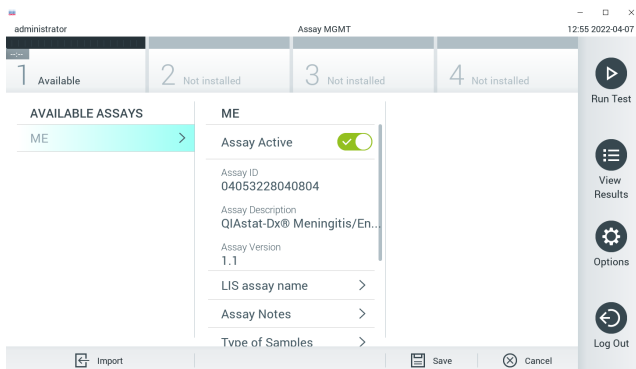 administrator
Assay MGMT
12:55 2022-04-07
--:--
1 Available
2 Not installed
3 Not installed
4 Not installed
Run Test
View
Results
Options
Log Out
AVAILABLE ASSAYS
ME
ME
Assay Active
Assay ID
04053228040804
Assay Description
QIAstat-Dx® Meningitis/En...
Assay Version
1.1
LIS assay name
Assay Notes
Type of Samples
Import
Save
Cancel